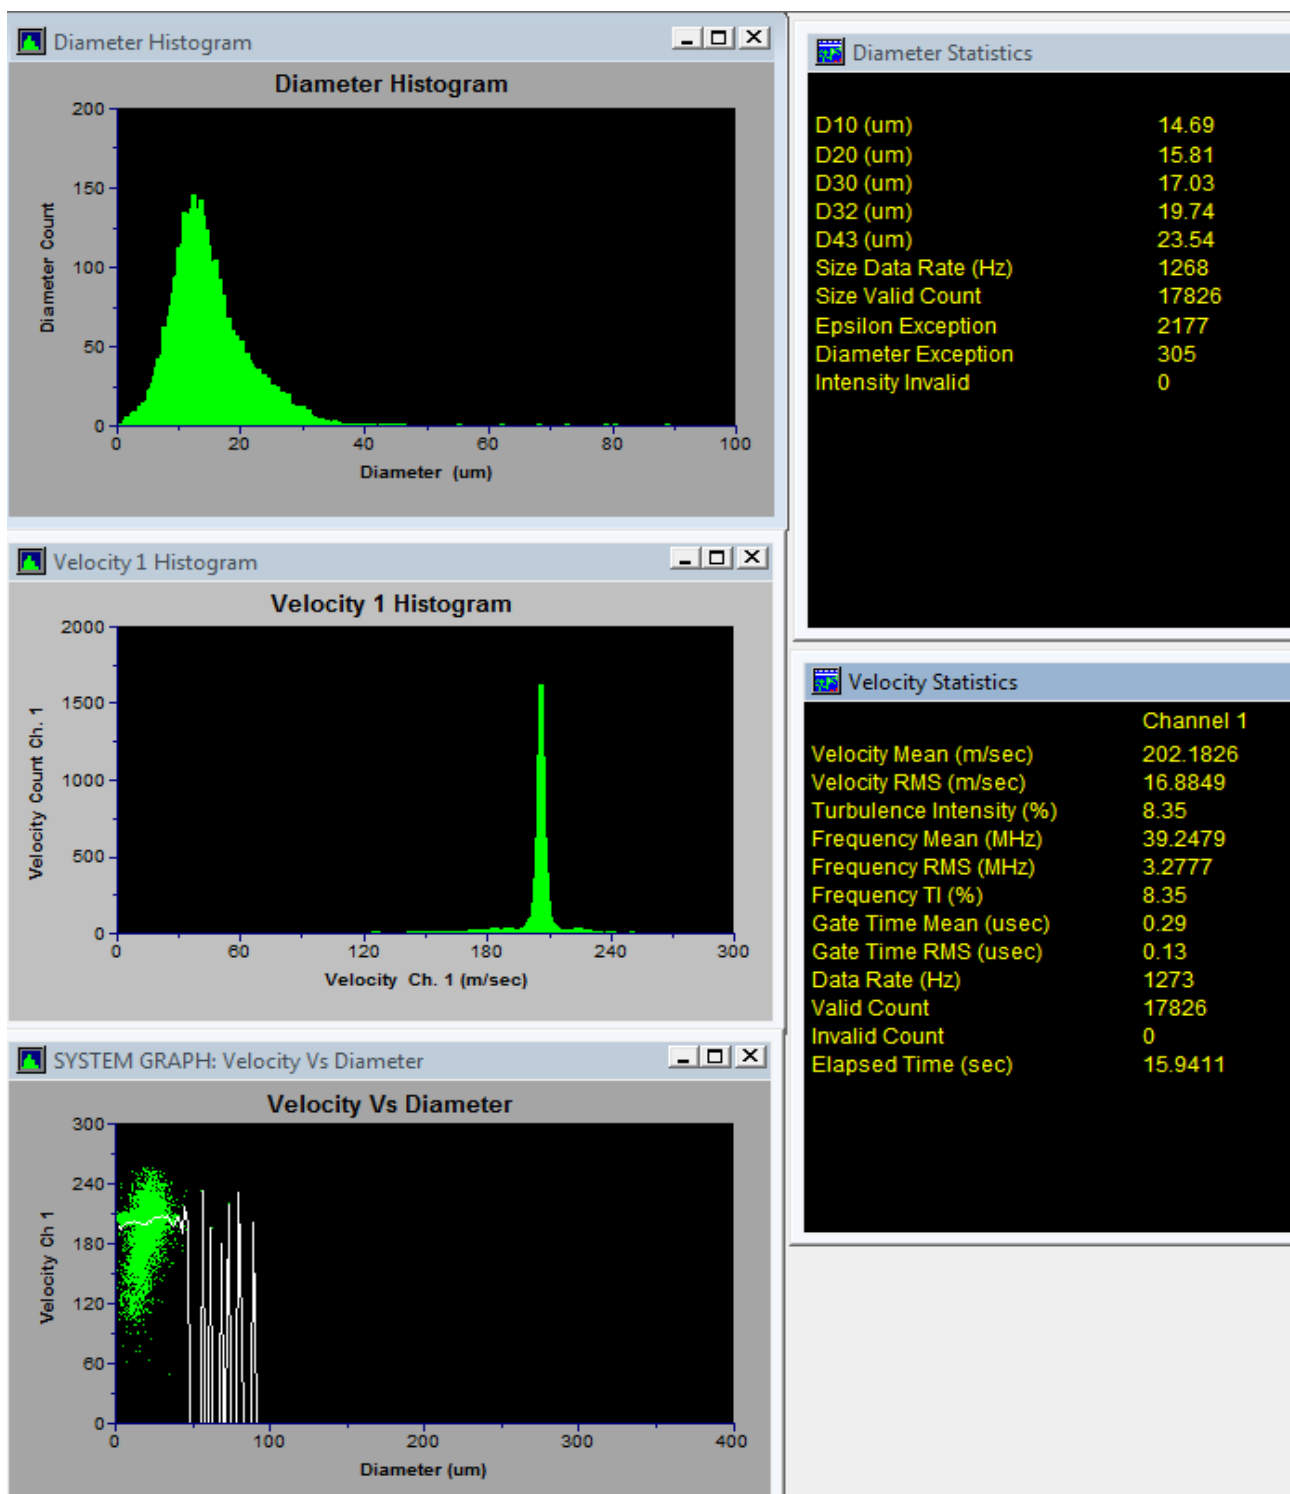 Diameter Histogram
Diameter Histogram
200
150
100
50
0
Diameter Count
0 20 40 60 80 100
Diameter (um)
Velocity 1 Histogram
Velocity 1 Histogram
2000
1500
1000
500
0
Velocity Count Ch. 1
0 60 120 180 240 300
Velocity Ch. 1 (m/sec)
SYSTEM GRAPH: Velocity Vs Diameter
Velocity Vs Diameter
300
240
180
120
60
0
Velocity Ch 1
0 100 200 300 400
Diameter (um)
Diameter Statistics
D10 (um) 14.69
D20 (um) 15.81
D30 (um) 17.03
D32 (um) 19.74
D43 (um) 23.54
Size Data Rate (Hz) 1268
Size Valid Count 17826
Epsilon Exception 2177
Diameter Exception 305
Intensity Invalid 0
Velocity Statistics
Channel 1
Velocity Mean (m/sec) 202.1826
Velocity RMS (m/sec) 16.8849
Turbulence Intensity (%) 8.35
Frequency Mean (MHz) 39.2479
Frequency RMS (MHz) 3.2777
Frequency TI (%) 8.35
Gate Time Mean (usec) 0.29
Gate Time RMS (usec) 0.13
Data Rate (Hz) 1273
Valid Count 17826
Invalid Count 0
Elapsed Time (sec) 15.9411